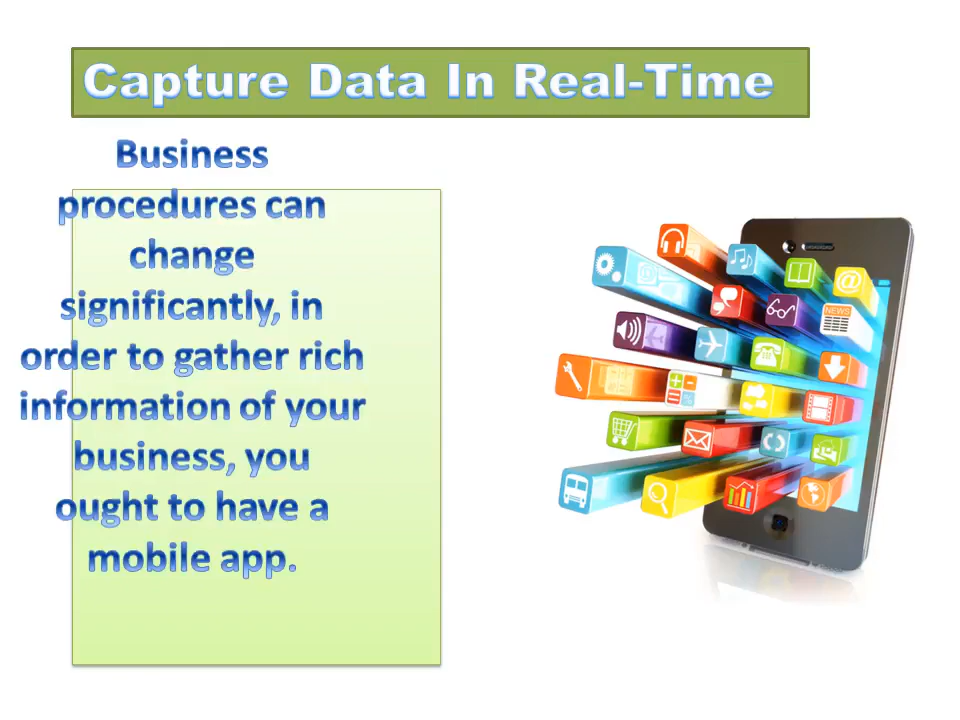 Capture Data In Real-Time
Business
procedures can
change
significantly, in
order to gather rich
information of your
business, you
ought to have a
mobile app.
@
NEWS